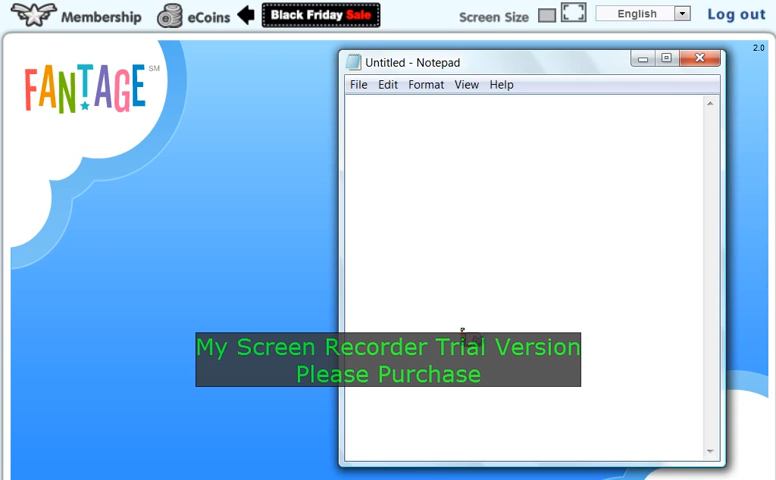 Membership eCoins Black Friday Sale Screen Size English Log out
2.0
FANTAGE SM
Untitled - Notepad
File Edit Format View Help
My Screen Recorder Trial Version
Please Purchase